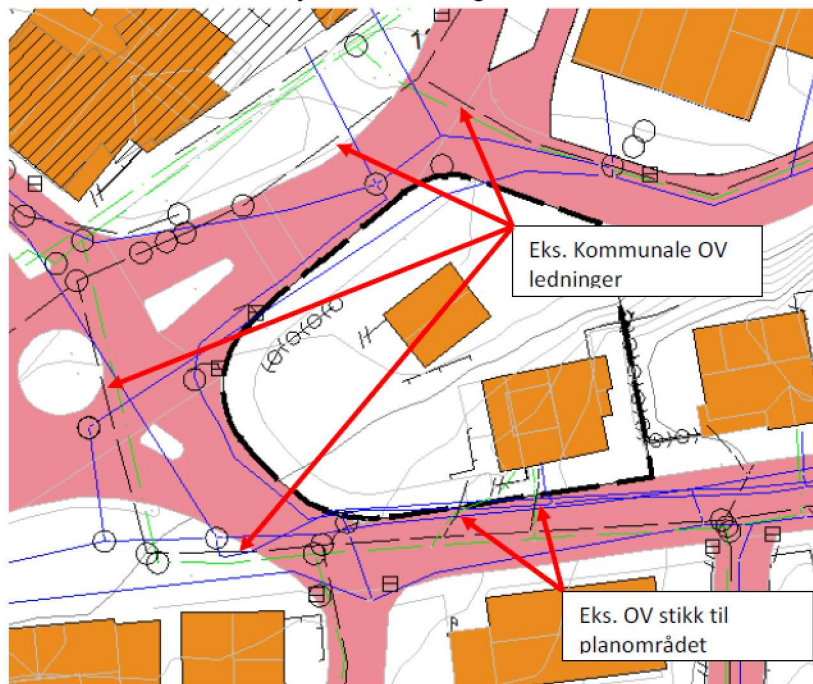 Eks. Kommunale OV
ledninger
Eks. OV stikk til
planområdet